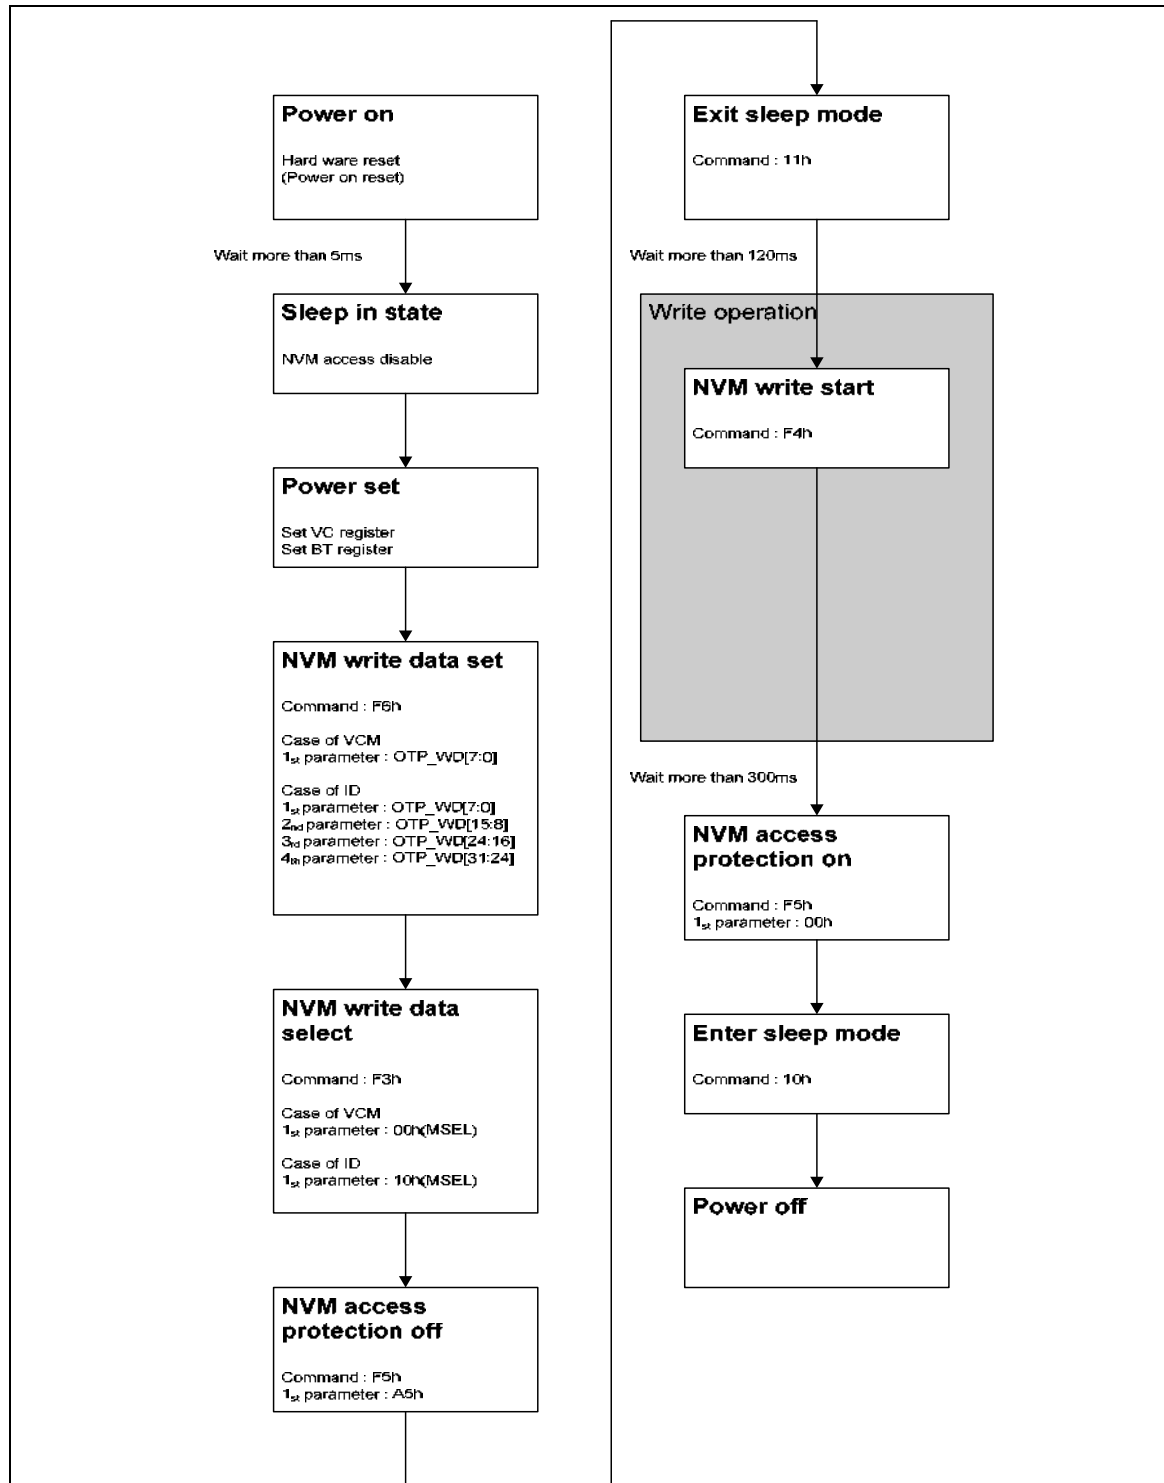 Power on
Hard ware reset
(Power on reset)
Wait more than 5ms
Sleep in state
NVM access disable
Power set
Set VC register
Set BT register
NVM write data set
Command : F6h
Case of VCM
1st parameter : OTP_WD[7:0]
Case of ID
1st parameter : OTP_WD[7:0]
2nd parameter : OTP_WD[15:8]
3rd parameter : OTP_WD[24:16]
4th parameter : OTP_WD[31:24]
NVM write data
select
Command : F3h
Case of VCM
1st parameter : 00h(MSEL)
Case of ID
1st parameter : 10h(MSEL)
NVM access
protection off
Command : F5h
1st parameter : A5h
Exit sleep mode
Command : 11h
Wait more than 120ms
Write operation
NVM write start
Command : F4h
Wait more than 300ms
NVM access
protection on
Command : F5h
1st parameter : 00h
Enter sleep mode
Command : 10h
Power off